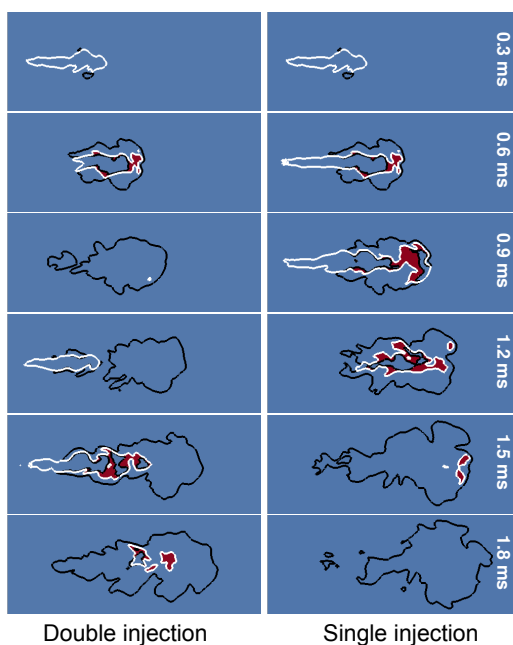 0.3 ms
0.6 ms
0.9 ms
1.2 ms
1.5 ms
1.8 ms
Double injection
Single injection